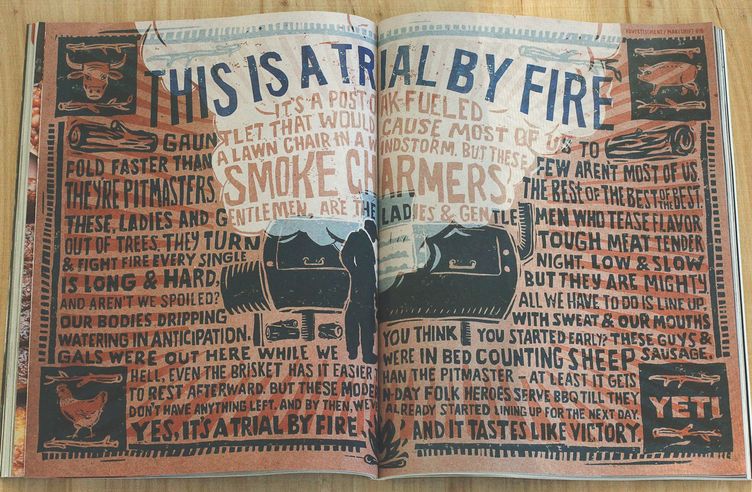 ADVERTISEMENT / MAKESHIFT 016
THIS IS A TRIAL BY FIRE
IT'S A POST-OAK-FUELED
GAUNTLET THAT WOULD CAUSE MOST OF US TO
FOLD FASTER THAN A LAWN CHAIR IN A WINDSTORM. BUT THESE FEW AREN'T MOST OF US.
THEY'RE PITMASTERS, SMOKE CHARMERS, THE BEST OF THE BEST OF THE BEST.
THESE, LADIES AND GENTLEMEN, ARE THE LADIES & GENTLEMEN WHO TEASE FLAVOR
OUT OF TREES. THEY TURN TOUGH MEAT TENDER
& FIGHT FIRE EVERY SINGLE NIGHT. LOW & SLOW
IS LONG & HARD, BUT THEY ARE MIGHTY
AND AREN'T WE SPOILED? ALL WE HAVE TO DO IS LINE UP,
OUR BODIES DRIPPING WITH SWEAT & OUR MOUTHS
WATERING IN ANTICIPATION. YOU THINK YOU STARTED EARLY? THESE GUYS &
GALS WERE OUT HERE WHILE WE WERE IN BED COUNTING SHEEP SAUSAGE.
HELL, EVEN THE BRISKET HAS IT EASIER THAN THE PITMASTER – AT LEAST IT GETS
TO REST AFTERWARD. BUT THESE MODERN-DAY FOLK HEROES SERVE BBQ TILL THEY
DON'T HAVE ANYTHING LEFT. AND BY THEN, WE'VE ALREADY STARTED LINING UP FOR THE NEXT DAY.
YES, IT'S A TRIAL BY FIRE. AND IT TASTES LIKE VICTORY.
YETI